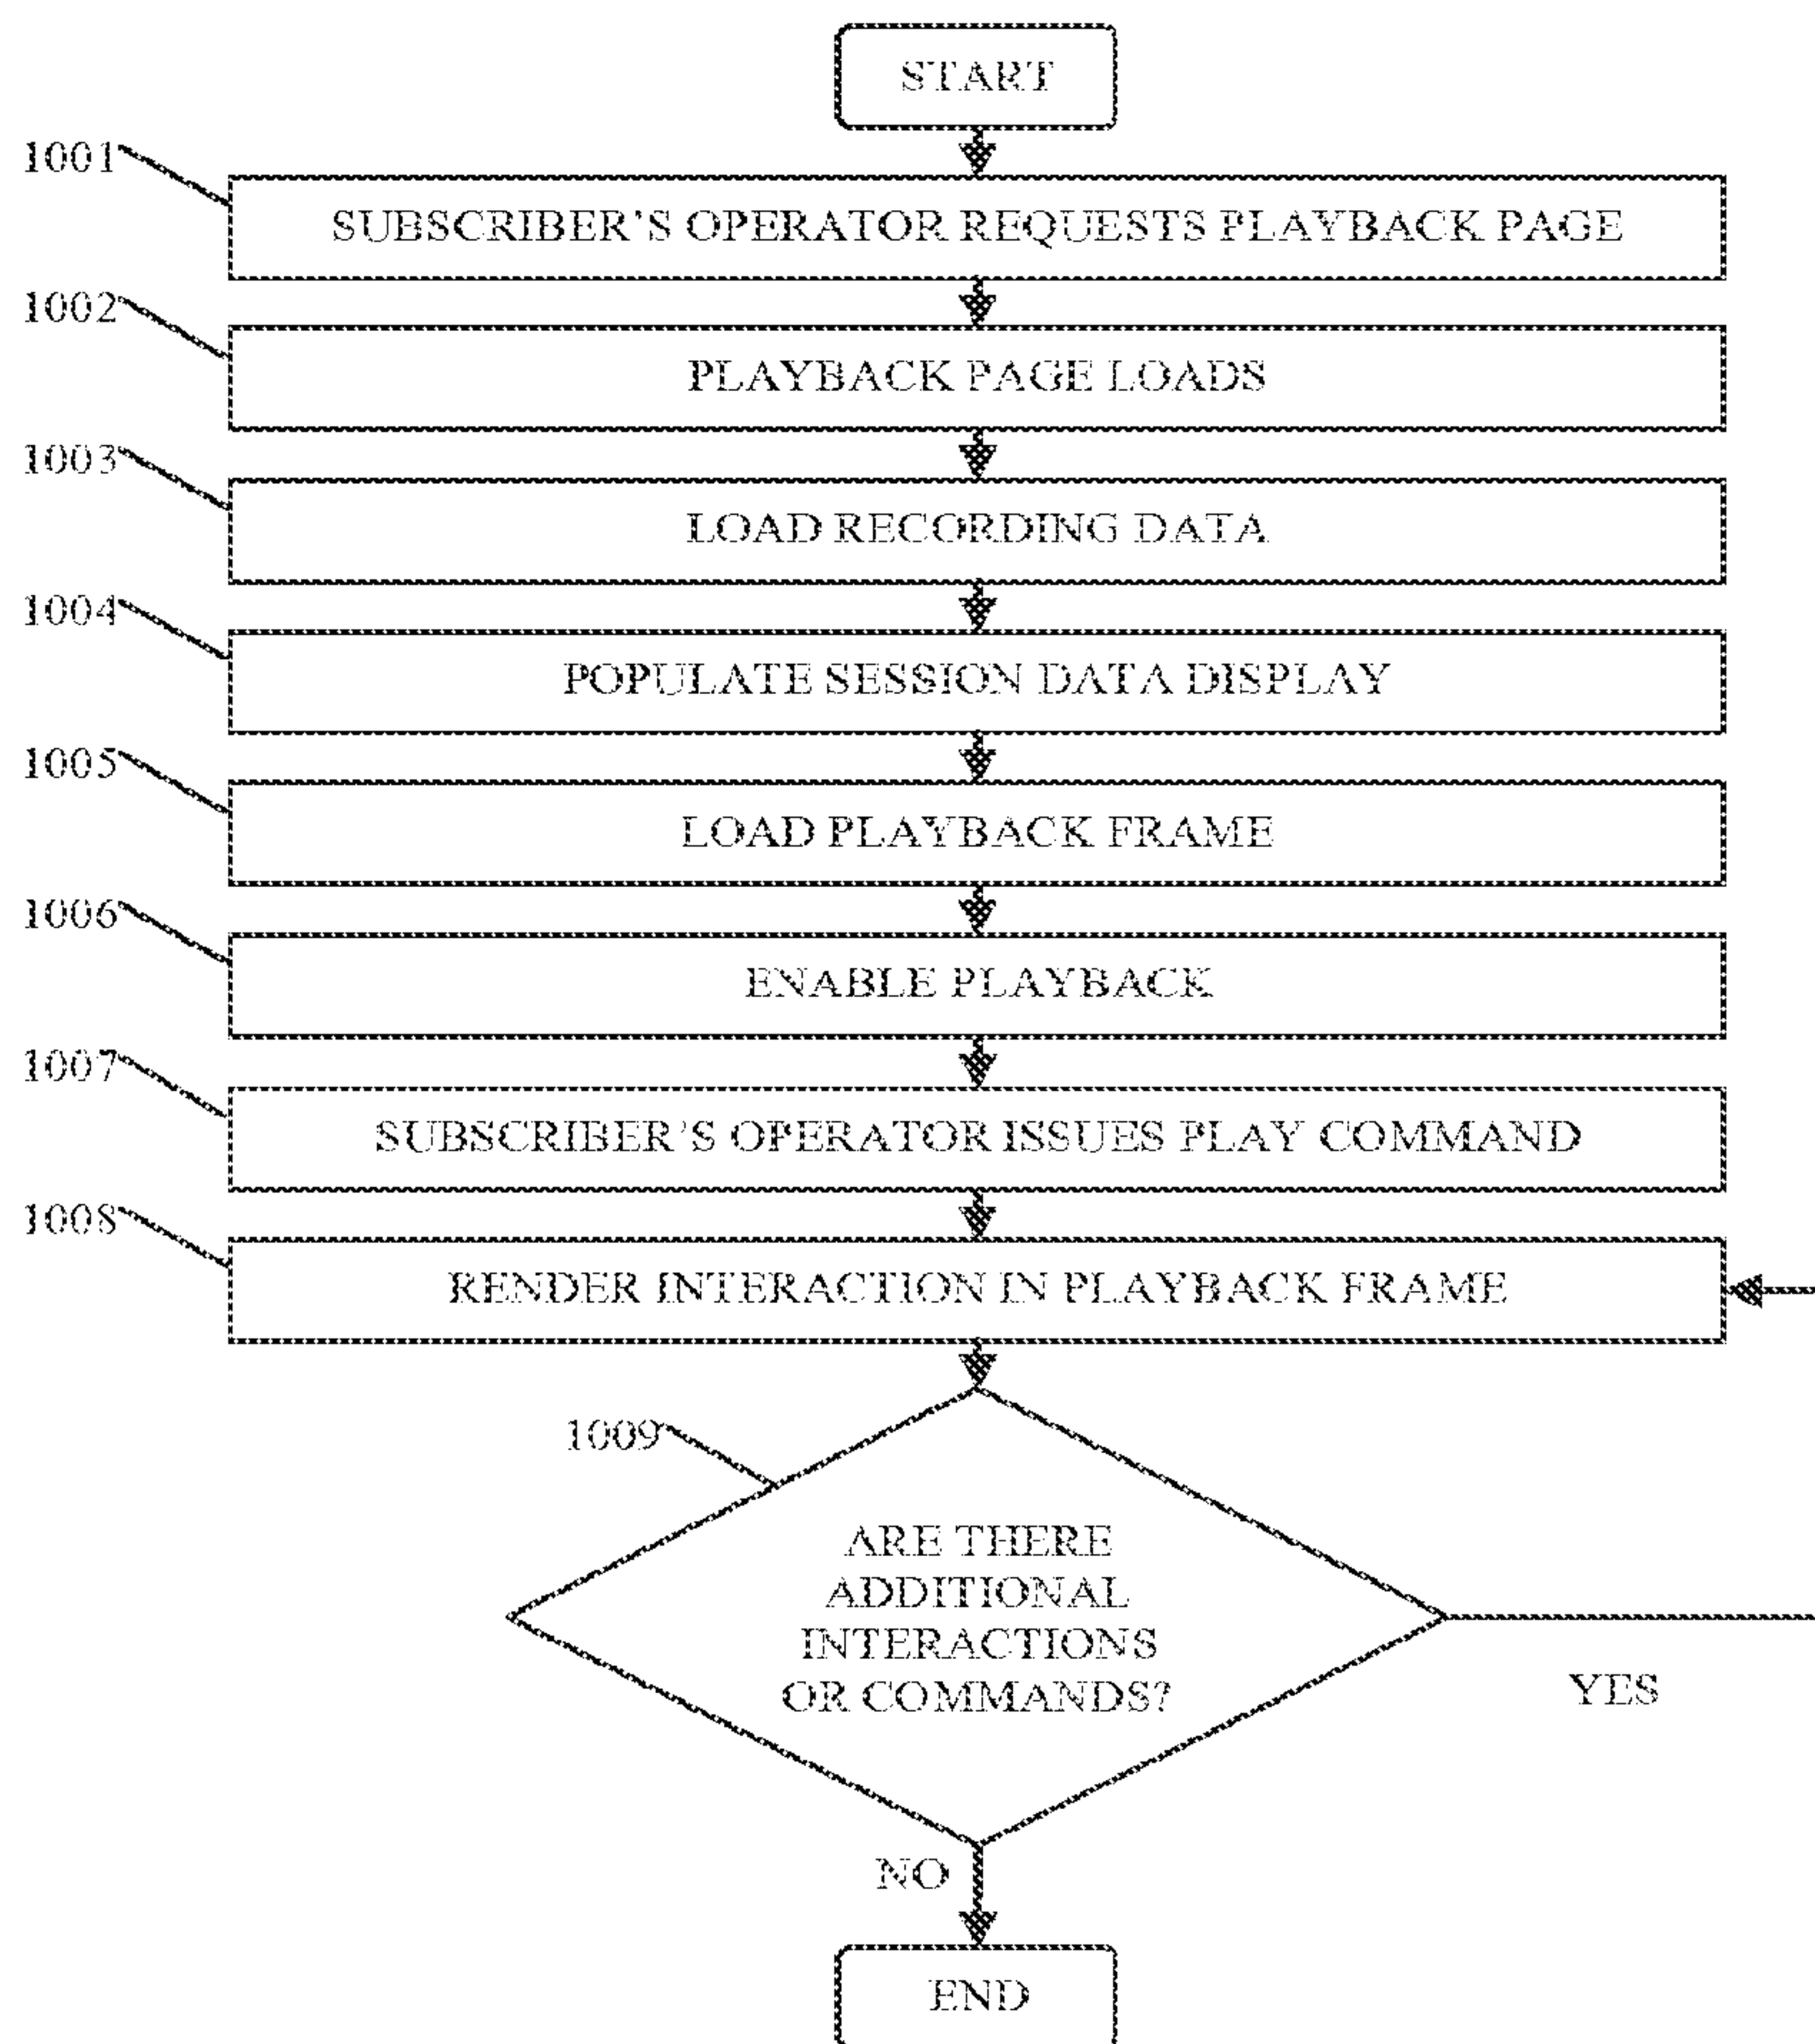 START
1001
SUBSCRIBER'S OPERATOR REQUESTS PLAYBACK PAGE
1002
PLAYBACK PAGE LOADS
1003
LOAD RECORDING DATA
1004
POPULATE SESSION DATA DISPLAY
1005
LOAD PLAYBACK FRAME
1006
ENABLE PLAYBACK
1007
SUBSCRIBER'S OPERATOR ISSUES PLAY COMMAND
1008
RENDER INTERACTION IN PLAYBACK FRAME
1009
ARE THERE
ADDITIONAL
INTERACTIONS
OR COMMANDS?
YES
NO
END